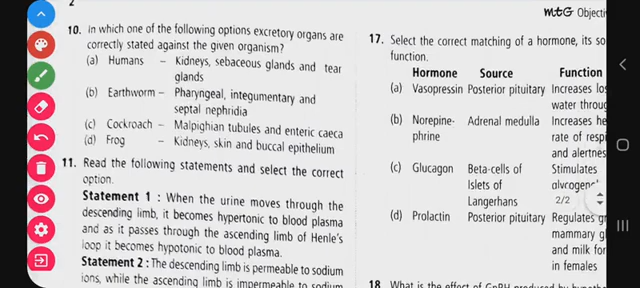 2
10. In which one of the following options excretory organs are
correctly stated against the given organism?
(a) Humans – Kidneys, sebaceous glands and tear
glands
(b) Earthworm – Pharyngeal, integumentary and
septal nephridia
(c) Cockroach – Malpighian tubules and enteric caeca
(d) Frog – Kidneys, skin and buccal epithelium
11. Read the following statements and select the correct
option.
Statement 1 : When the urine moves through the
descending limb, it becomes hypertonic to blood plasma
and as it passes through the ascending limb of Henle's
loop it becomes hypotonic to blood plasma.
Statement 2 : The descending limb is permeable to sodium
ions, while the ascending limb is impermeable to sodium
mtG Objecti
17. Select the correct matching of a hormone, its so
function.
Hormone Source Function
(a) Vasopressin Posterior pituitary Increases los
water throug
(b) Norepine- Adrenal medulla Increases he
phrine rate of respi
and alertnes
(c) Glucagon Beta-cells of Stimulates
Islets of
Langerhans 2/2
(d) Prolactin Posterior pituitary Regulates gr
mammary g
and milk for
in females
18 What is the effect of GnRH produced by